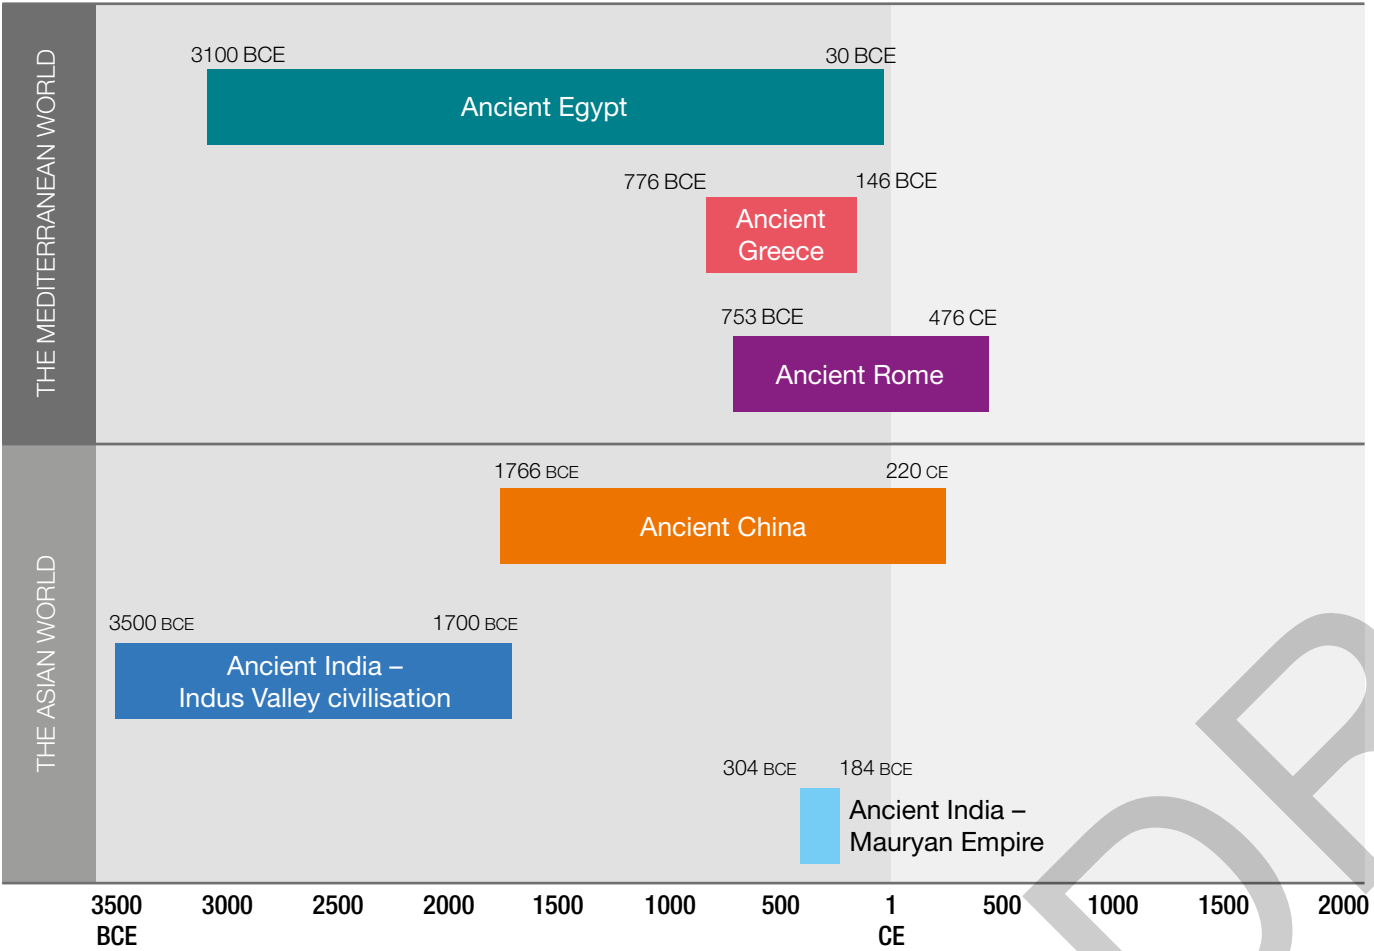 THE MEDITERRANEAN WORLD
3100 BCE
30 BCE
Ancient Egypt
776 BCE
146 BCE
Ancient
Greece
753 BCE
476 CE
Ancient Rome
THE ASIAN WORLD
1766 BCE
220 CE
Ancient China
3500 BCE
1700 BCE
Ancient India –
Indus Valley civilisation
304 BCE
184 BCE
Ancient India –
Mauryan Empire
3500 3000 2500 2000 1500 1000 500 1 500 1000 1500 2000
BCE CE
DR